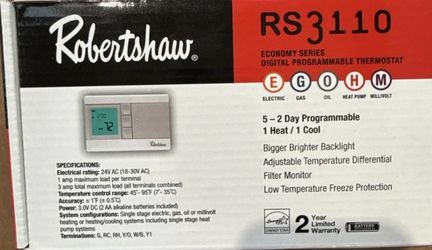 Robertshaw
RS3110
ECONOMY SERIES
DIGITAL PROGRAMMABLE THERMOSTAT
E G O H M
ELECTRIC GAS OIL HEAT PUMP MILLIVOLT
5 – 2 Day Programmable
1 Heat / 1 Cool
Bigger Brighter Backlight
Adjustable Temperature Differential
Filter Monitor
Low Temperature Freeze Protection
72
Robertshaw
SPECIFICATIONS:
Electrical rating: 24V AC (18-30V AC)
1 amp maximum load per terminal
3 amp total maximum load (all terminals combined)
Temperature control range: 45°- 95°F (7°- 35°C)
Accuracy: ± 1°F (± 0.5°C)
Power: 3.0V DC (2 AA alkaline batteries included)
System configurations: Single stage electric, gas, oil or millivolt
heating or heating/cooling systems including single stage heat
pump systems
Terminations: G, RC, RH, Y/O, W/B, Y1
ENERGY STAR
2 Year
Limited
Warranty
BATTERY